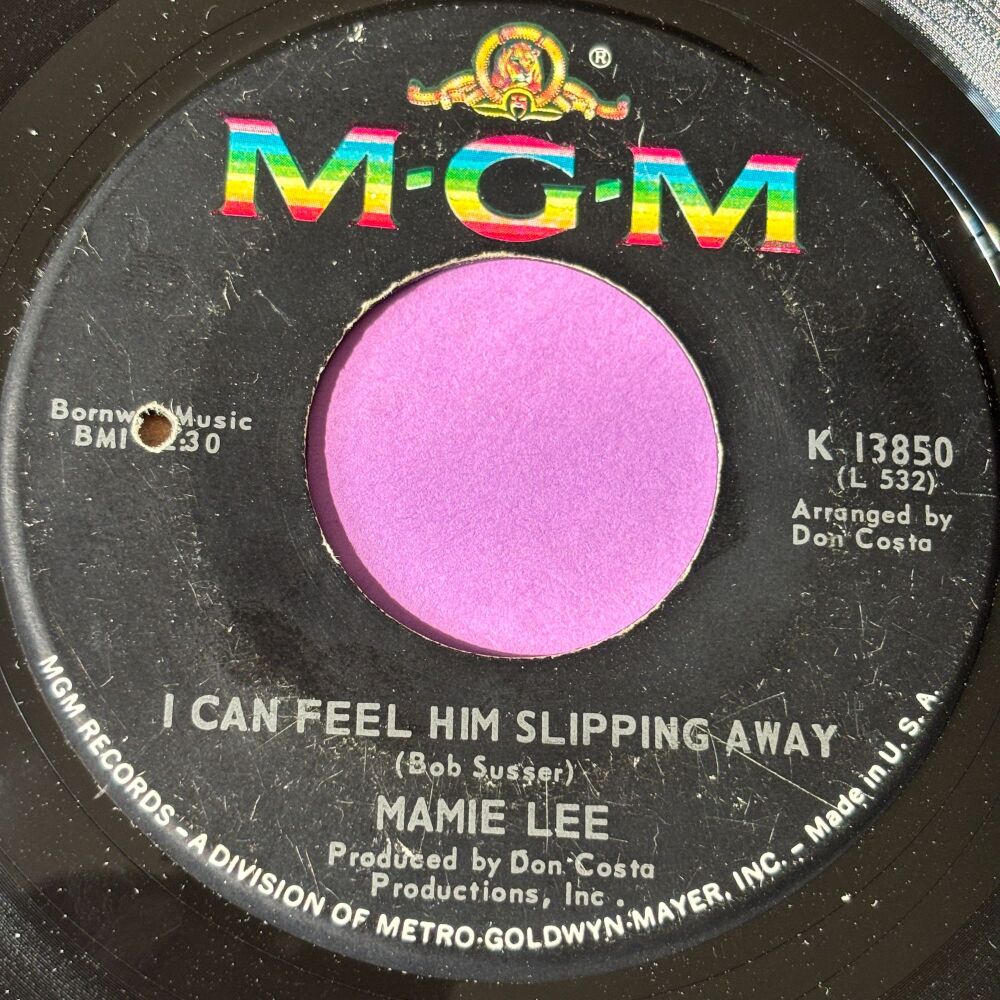 ®
M·G·M
Music
BMI 2:30
K 13850
(L 532)
Arranged by
Don Costa
I CAN FEEL HIM SLIPPING AWAY
(Bob Susser)
MAMIE LEE
Produced by Don Costa
Productions, Inc.
MGM RECORDS - A DIVISION OF METRO-GOLDWYN-MAYER, INC. - Made in U. S. A.